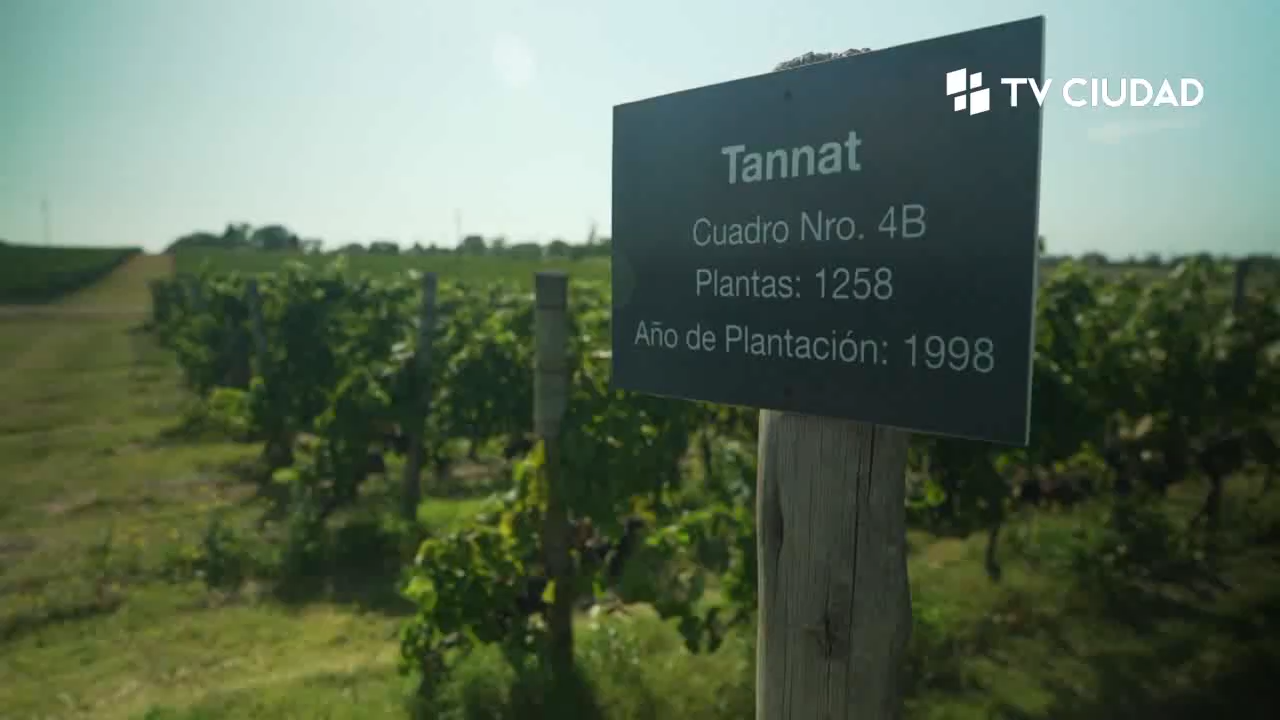 TV CIUDAD
Tannat
Cuadro Nro. 4B
Plantas: 1258
Año de Plantación: 1998